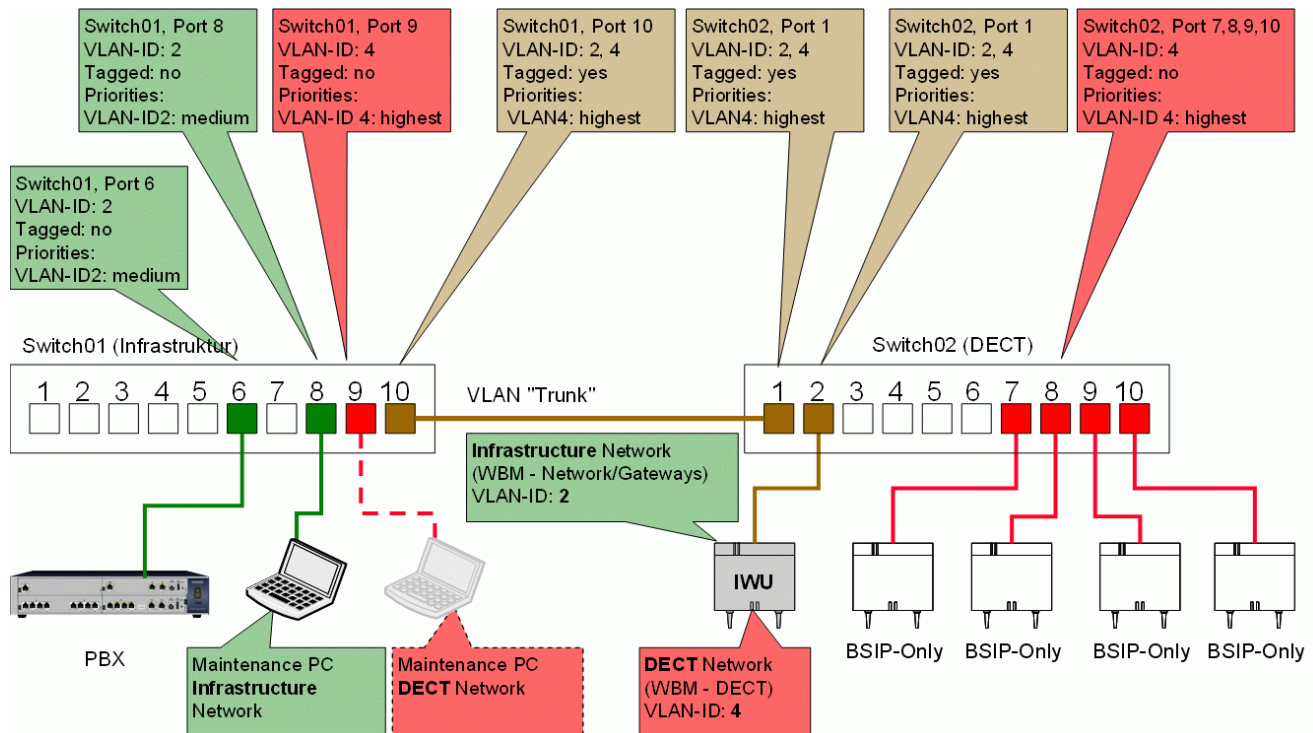 Switch01, Port 8
VLAN-ID: 2
Tagged: no
Priorities:
VLAN-ID2: medium
Switch01, Port 9
VLAN-ID: 4
Tagged: no
Priorities:
VLAN-ID 4: highest
Switch01, Port 10
VLAN-ID: 2, 4
Tagged: yes
Priorities:
VLAN4: highest
Switch02, Port 1
VLAN-ID: 2, 4
Tagged: yes
Priorities:
VLAN4: highest
Switch02, Port 1
VLAN-ID: 2, 4
Tagged: yes
Priorities:
VLAN4: highest
Switch02, Port 7,8,9,10
VLAN-ID: 4
Tagged: no
Priorities:
VLAN-ID 4: highest
Switch01, Port 6
VLAN-ID: 2
Tagged: no
Priorities:
VLAN-ID2: medium
Switch01 (Infrastruktur)
1 2 3 4 5 6 7 8 9 10
VLAN "Trunk"
Switch02 (DECT)
1 2 3 4 5 6 7 8 9 10
Infrastructure Network
(WBM - Network/Gateways)
VLAN-ID: 2
IWU
PBX
Maintenance PC
Infrastructure
Network
Maintenance PC
DECT Network
DECT Network
(WBM - DECT)
VLAN-ID: 4
BSIP-Only
BSIP-Only
BSIP-Only
BSIP-Only